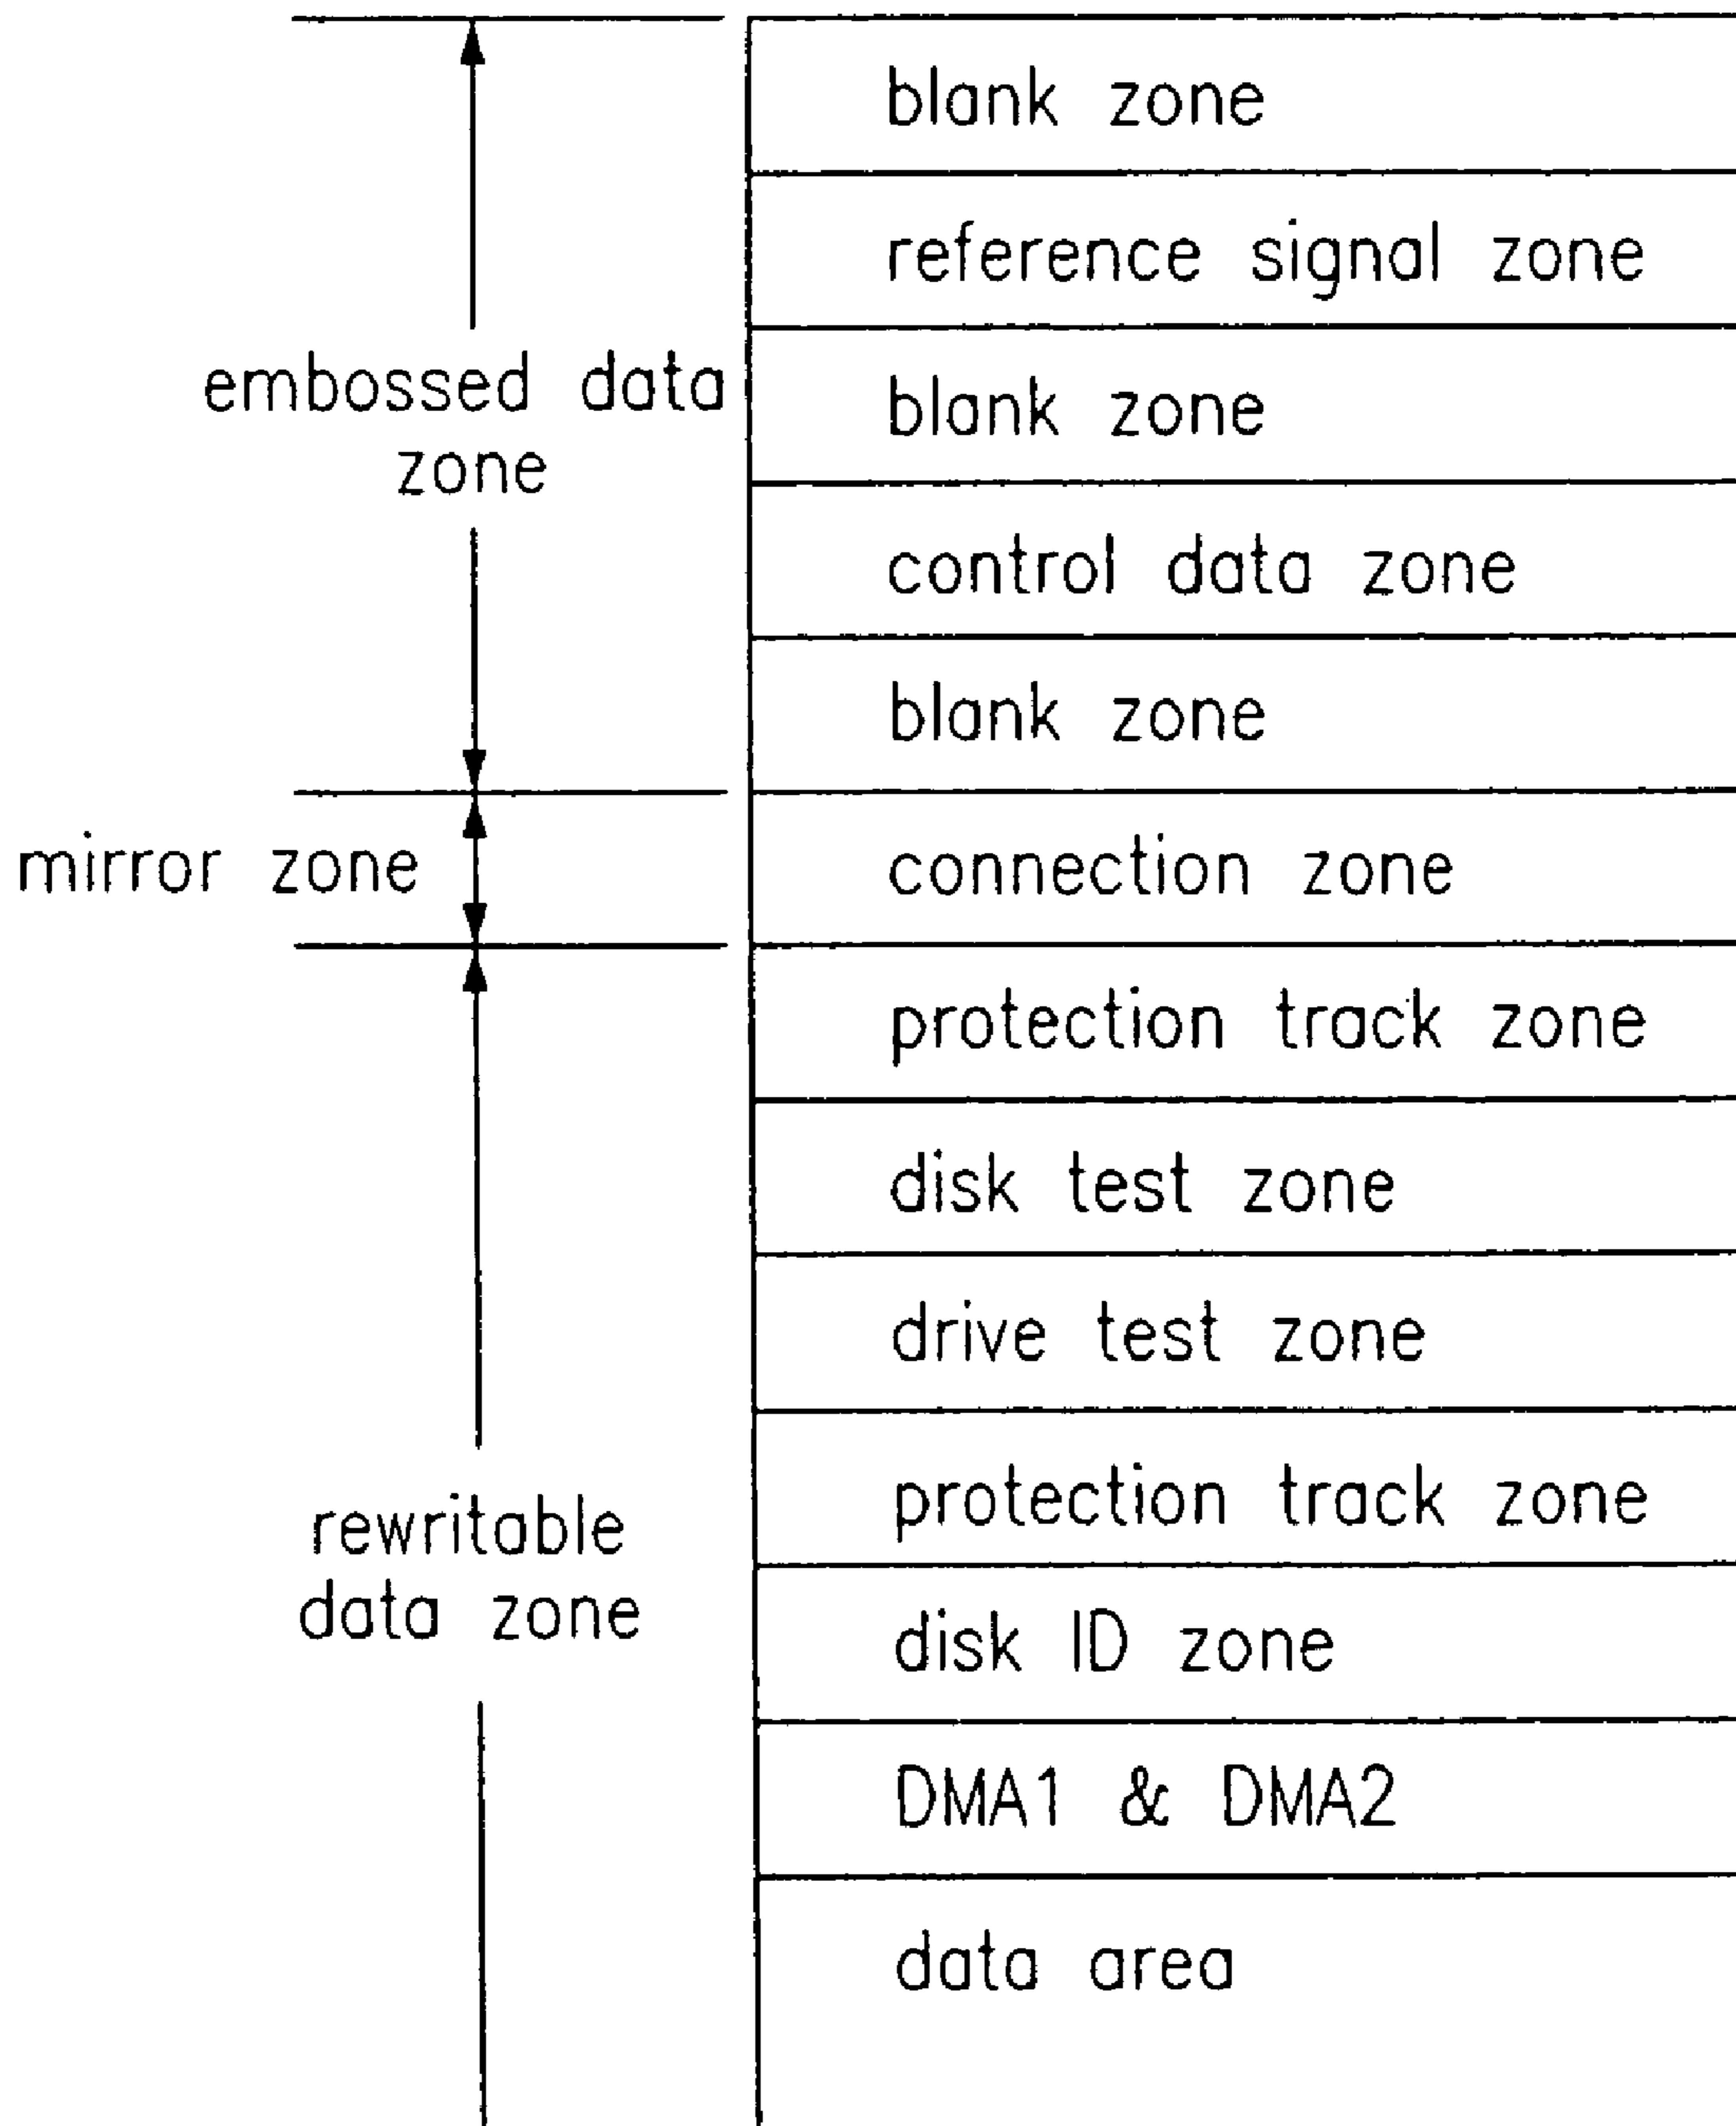 blank zone
reference signal zone
embossed data
zone
blank zone
control data zone
blank zone
mirror zone
connection zone
protection track zone
disk test zone
drive test zone
protection track zone
rewritable
data zone
disk ID zone
DMA1 & DMA2
data area